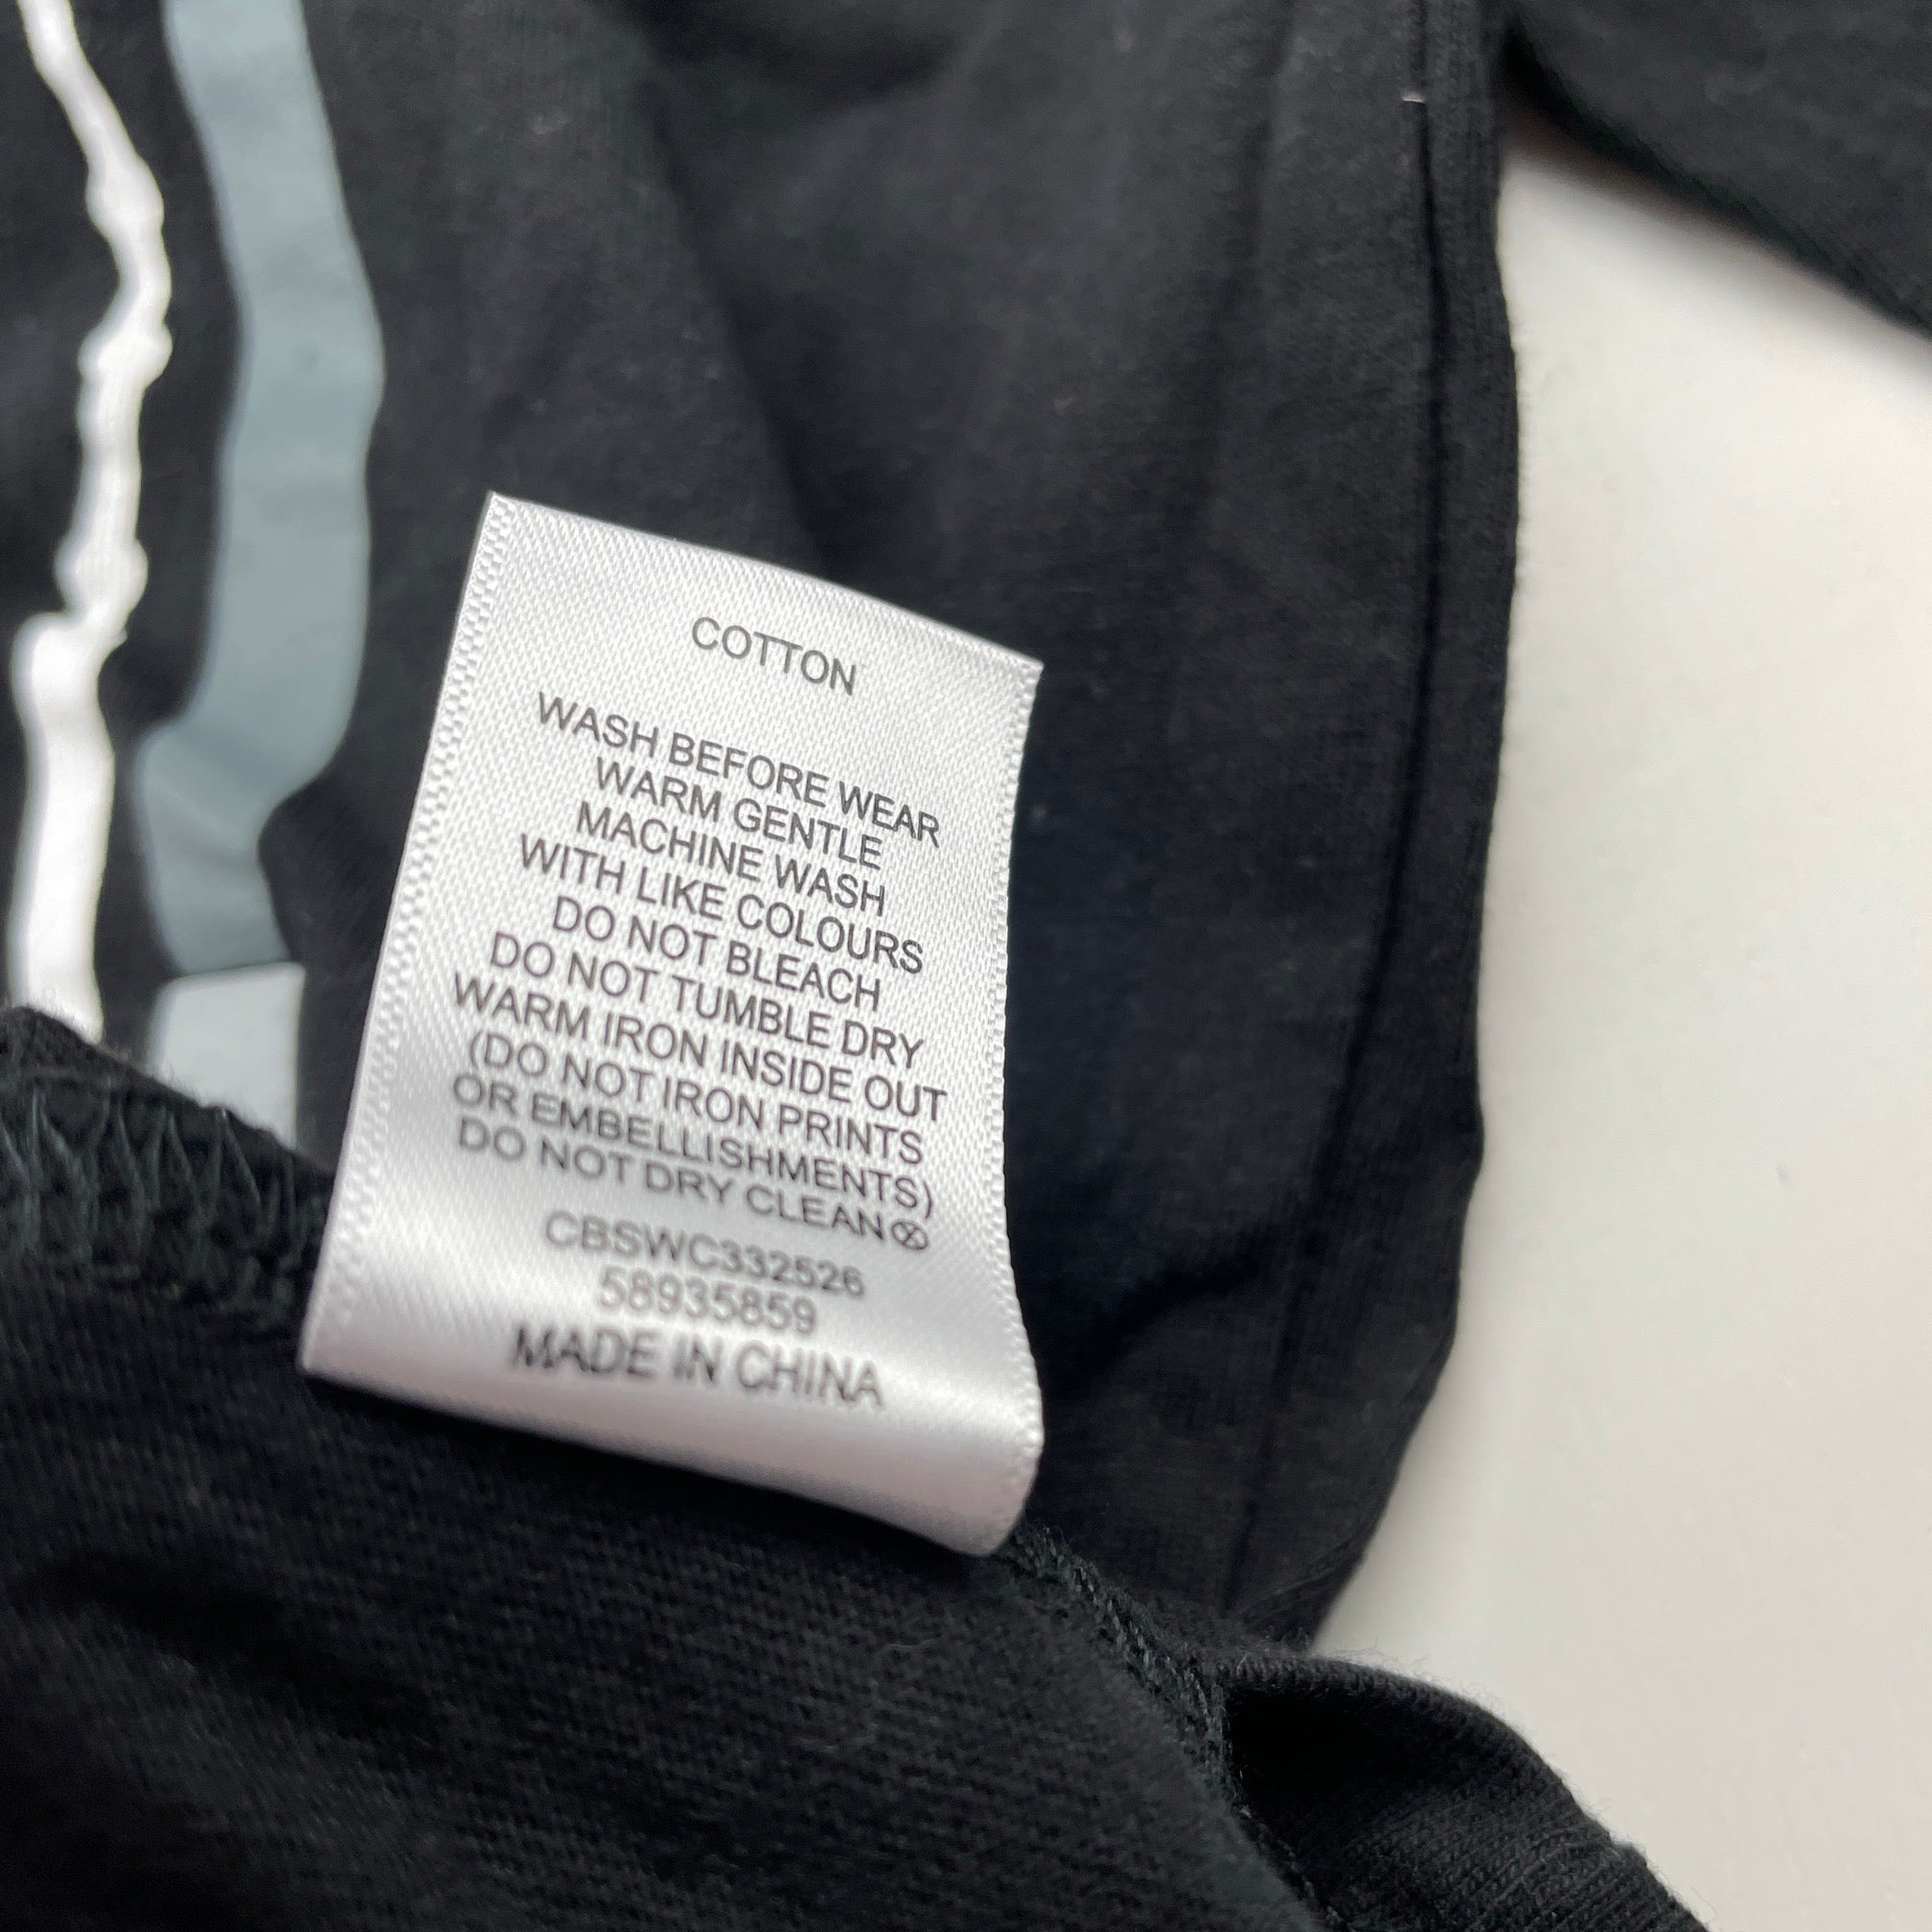 COTTON
WASH BEFORE WEAR
WARM GENTLE
MACHINE WASH
WITH LIKE COLOURS
DO NOT BLEACH
DO NOT TUMBLE DRY
WARM IRON INSIDE OUT
(DO NOT IRON PRINTS
OR EMBELLISHMENTS)
DO NOT DRY CLEAN
CBSWC332526
58935859
MADE IN CHINA